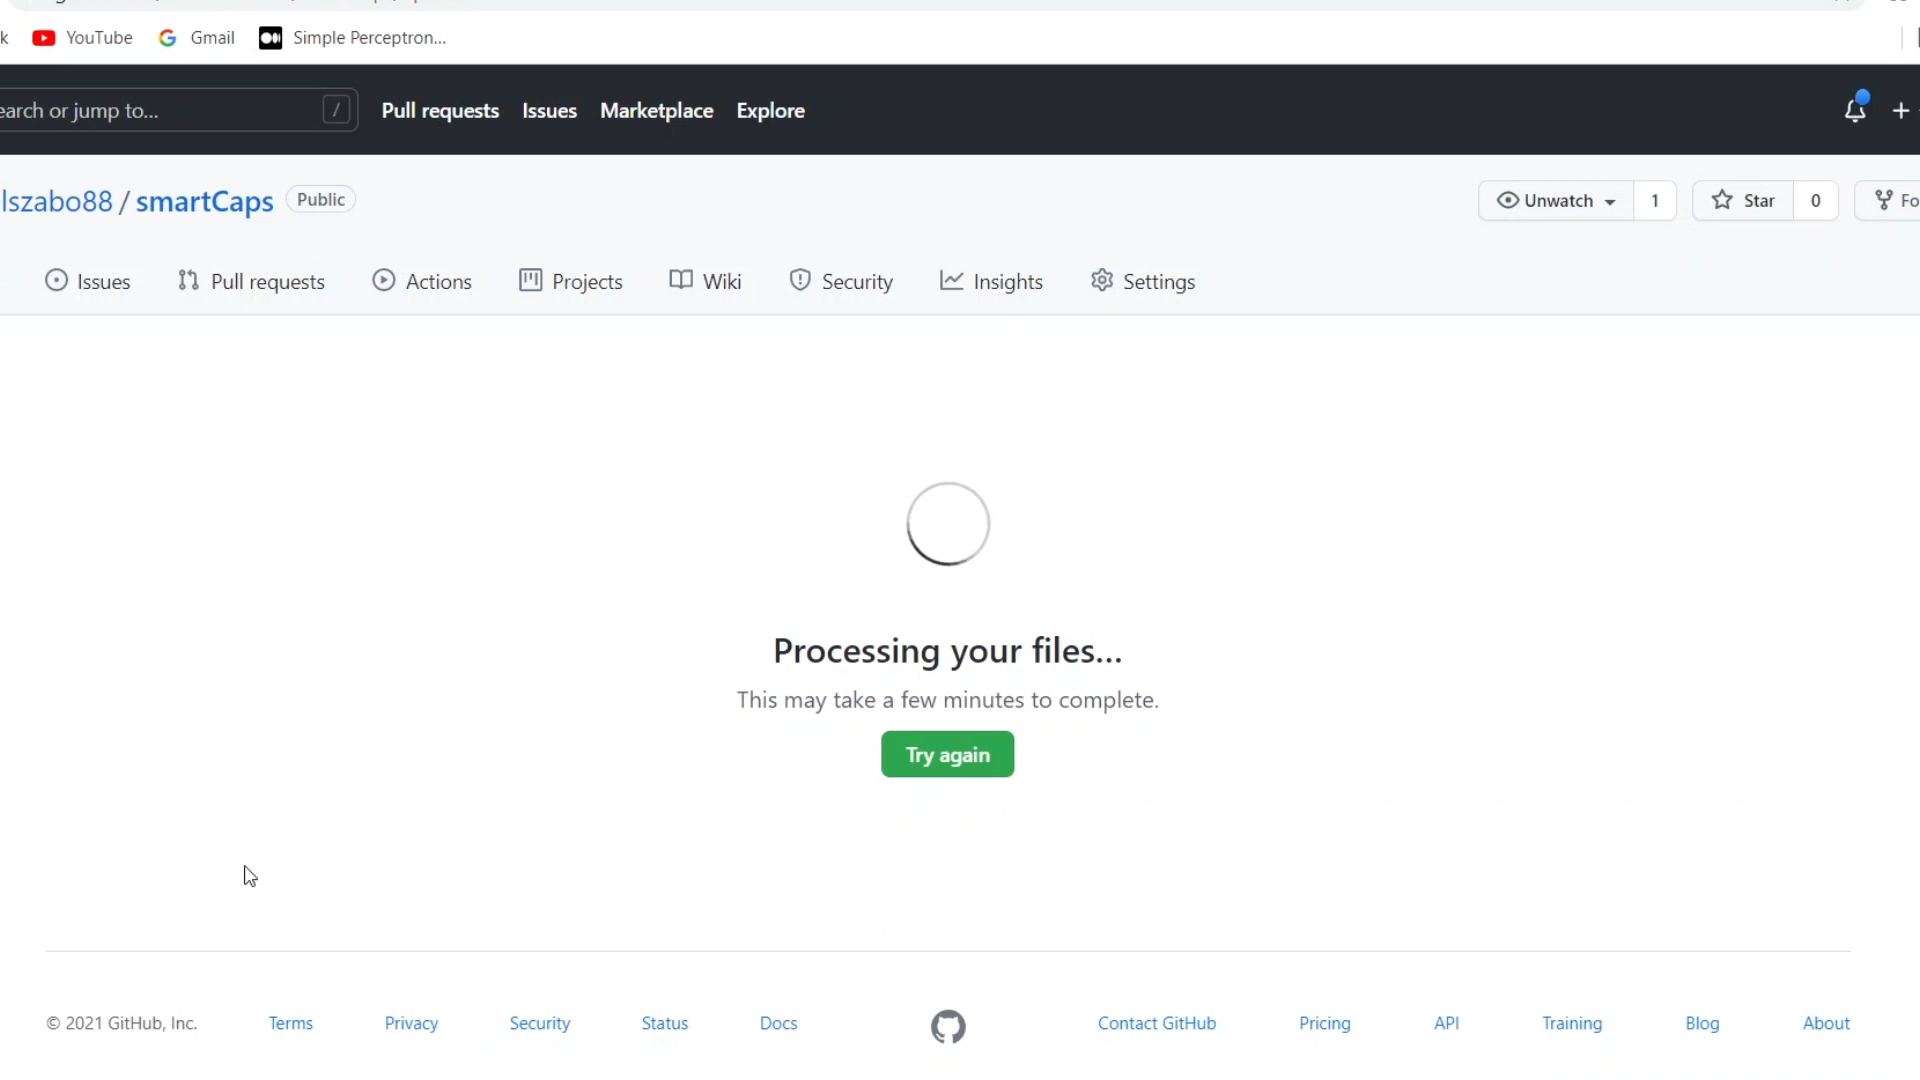 k YouTube Gmail Simple Perceptron...
earch or jump to... / Pull requests Issues Marketplace Explore +
lszabo88 / smartCaps Public Unwatch 1 Star 0 Fo
Issues Pull requests Actions Projects Wiki Security Insights Settings
Processing your files...
This may take a few minutes to complete.
Try again
© 2021 GitHub, Inc. Terms Privacy Security Status Docs Contact GitHub Pricing API Training Blog About